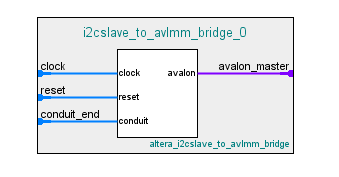 i2cslave_to_avlmm_bridge_0
clock
clock
avalon
avalon_master
reset
reset
conduit_end
conduit
altera_i2cslave_to_avlmm_bridge